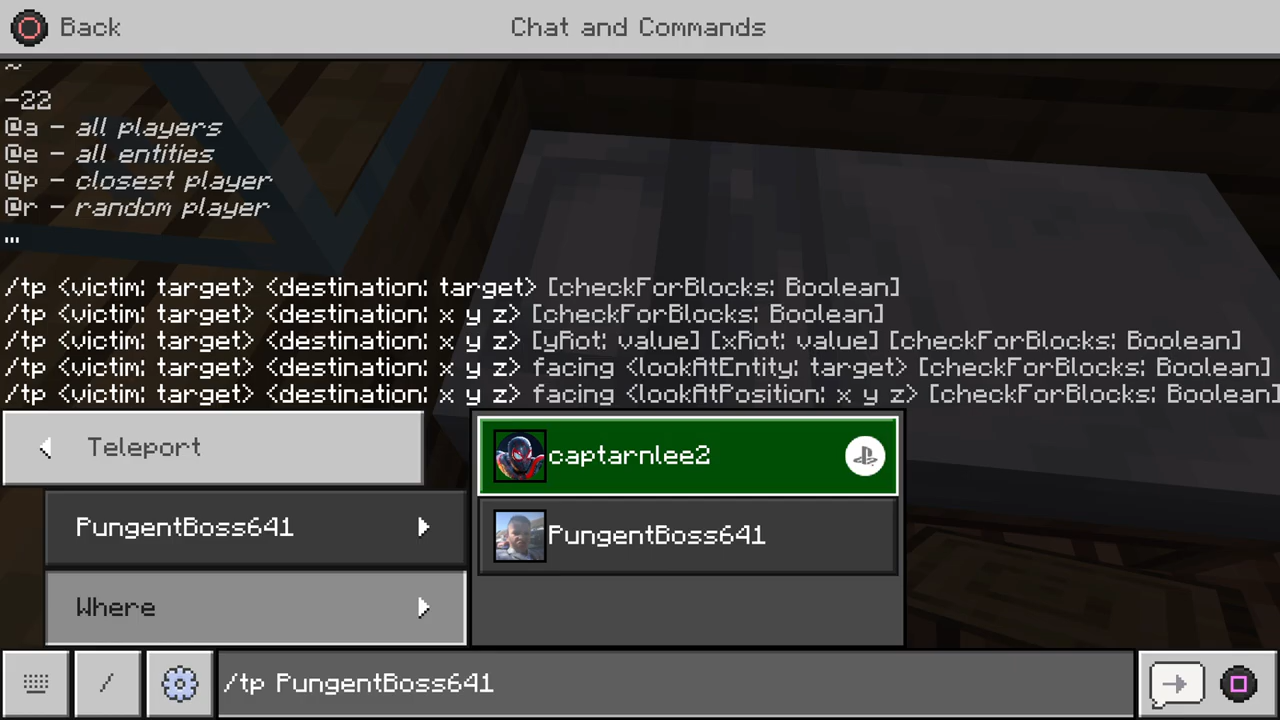 Back
Chat and Commands
~
-22
@a - all players
@e - all entities
@p - closest player
@r - random player
...
/tp <victim: target> <destination: target> [checkForBlocks: Boolean]
/tp <victim: target> <destination: x y z> [checkForBlocks: Boolean]
/tp <victim: target> <destination: x y z> [yRot: value] [xRot: value] [checkForBlocks: Boolean]
/tp <victim: target> <destination: x y z> facing <lookAtEntity: target> [checkForBlocks: Boolean]
/tp <victim: target> <destination: x y z> facing <lookAtPosition: x y z> [checkForBlocks: Boolean]
Teleport
captarnlee2
PungentBoss641
PungentBoss641
Where
/
/tp PungentBoss641